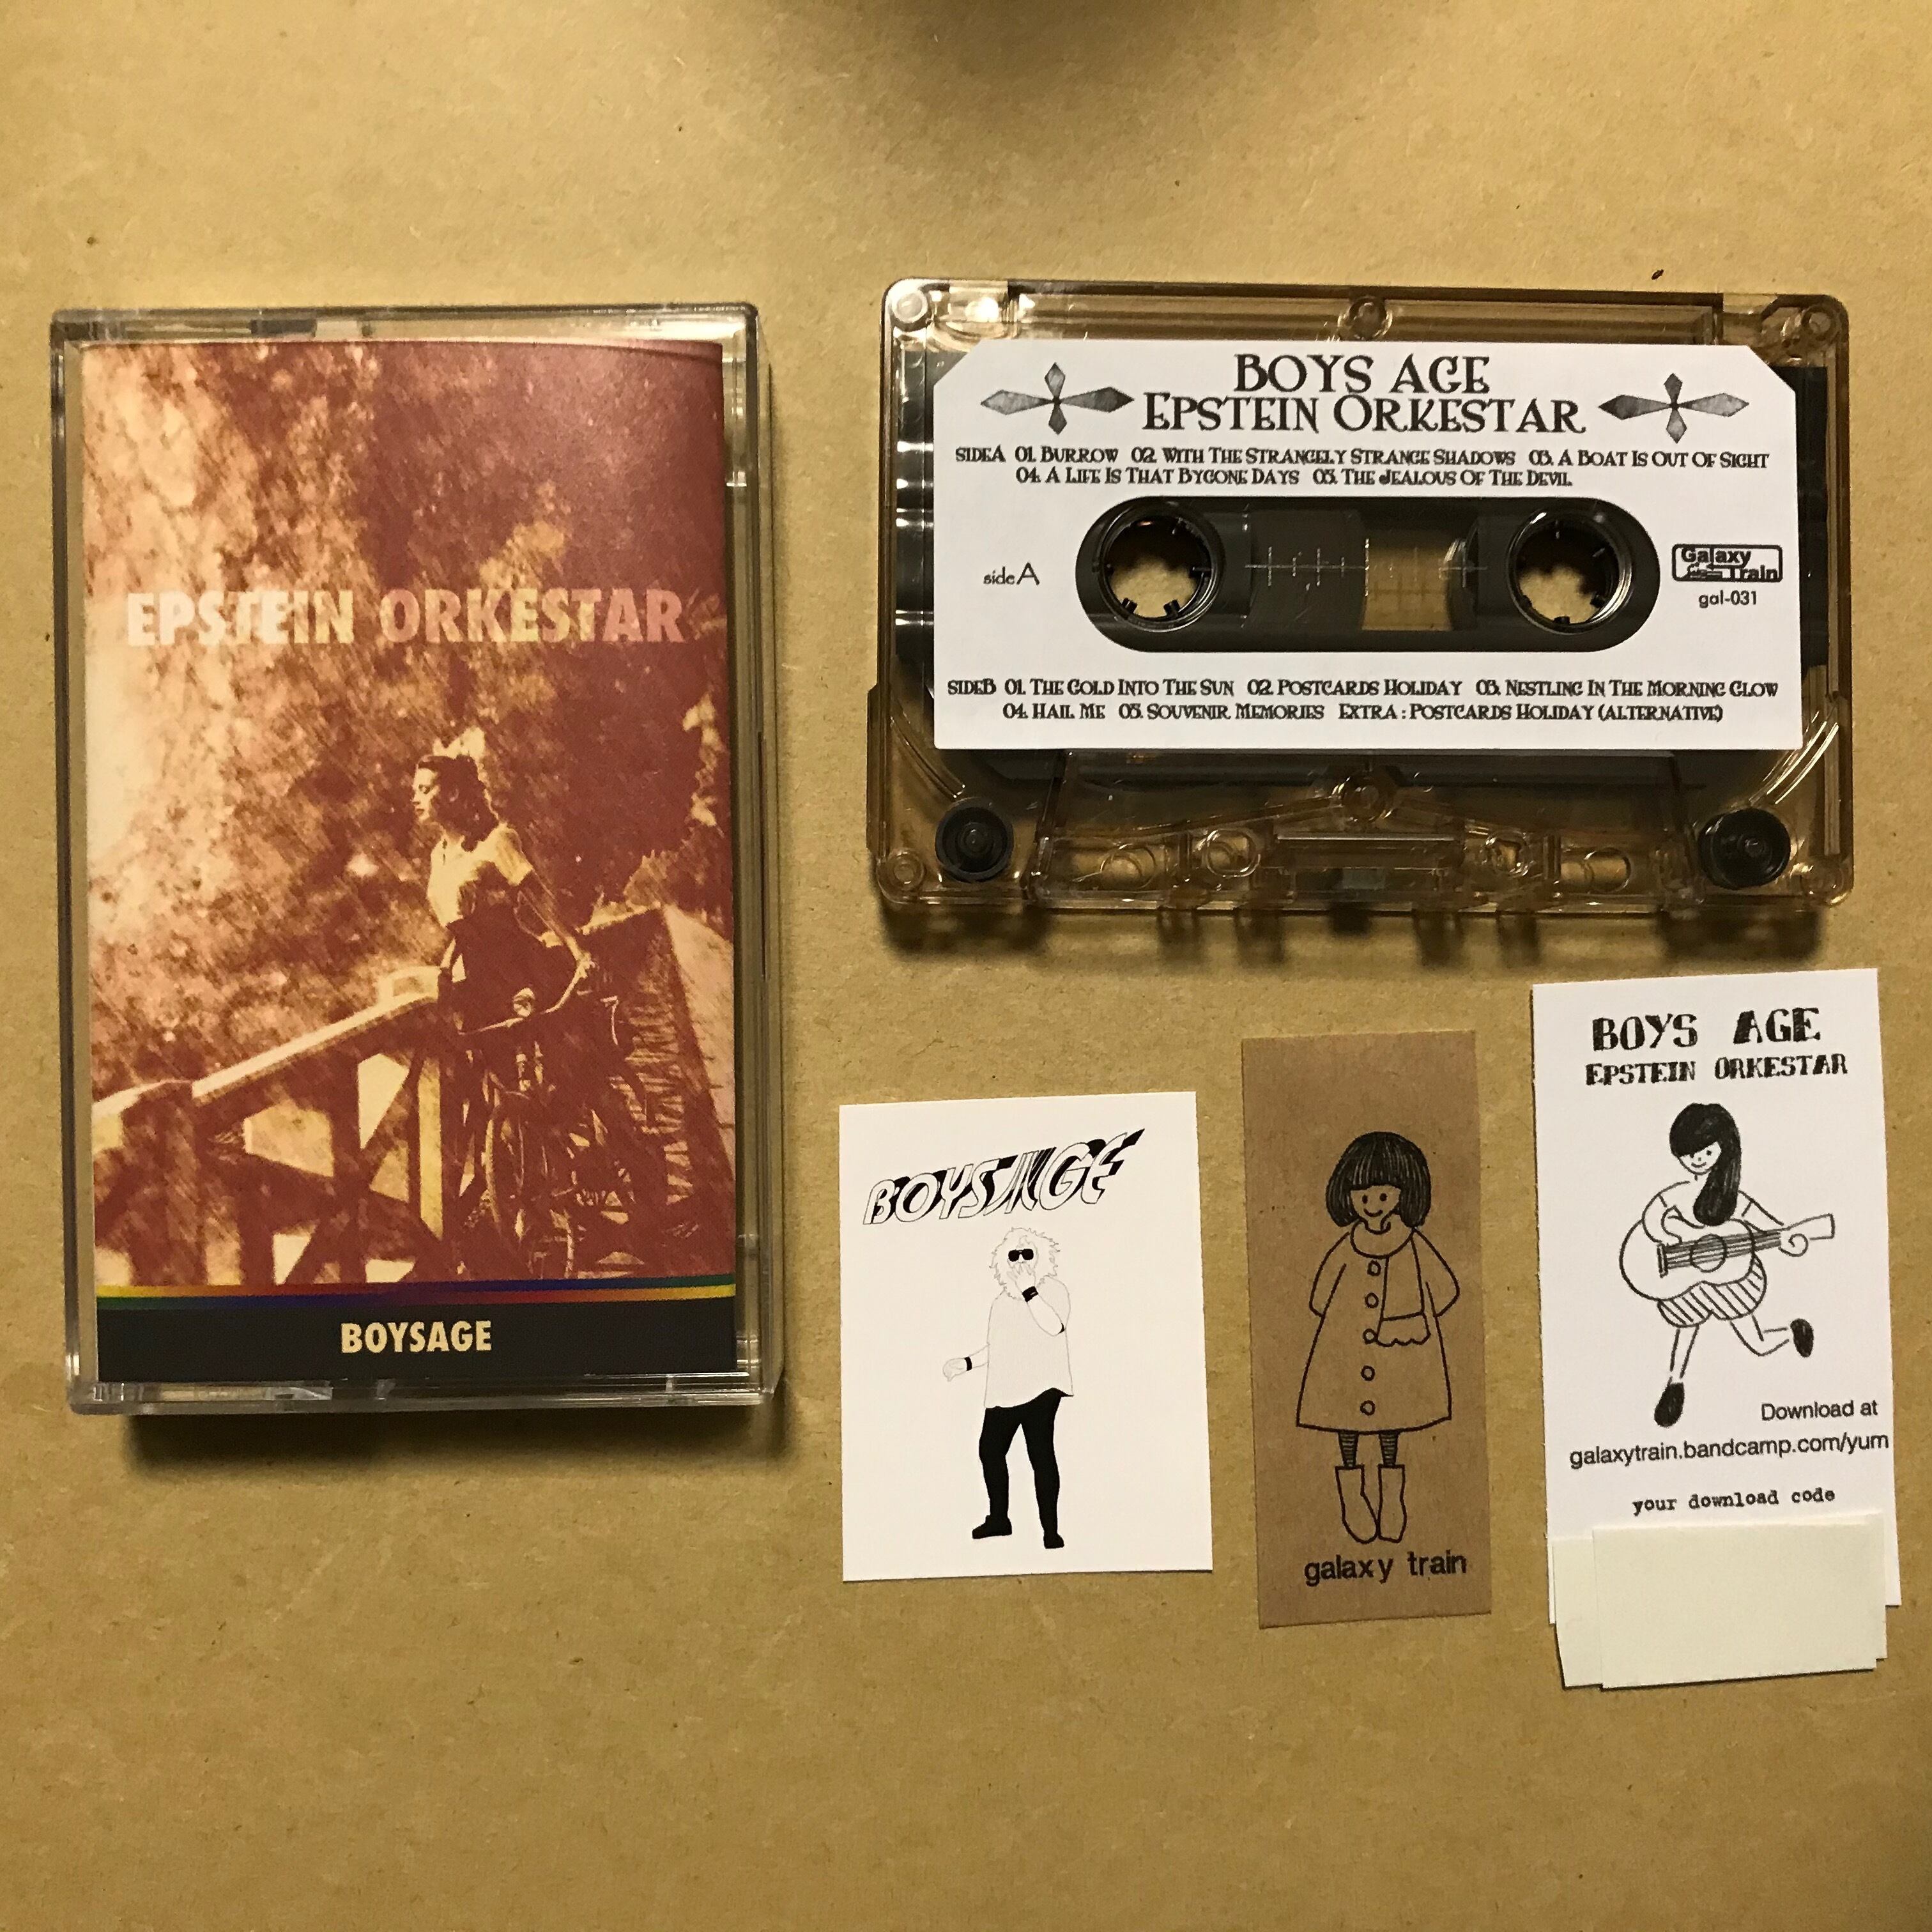 EPSTEIN ORKESTAR
BOYSAGE
BOYS AGE
EPSTEIN ORKESTAR
SIDEA 01. BURROW 02. WITH THE STRANGELY STRANGE SHADOWS 03. A BOAT IS OUT OF SIGHT
04. A LIFE IS THAT BYGONE DAYS 05. THE JEALOUS OF THE DEVIL
side A
Galaxy
Train
gal-031
SIDEB 01. THE GOLD INTO THE SUN 02. POSTCARDS HOLIDAY 03. NESTLING IN THE MORNING GLOW
04. HAIL ME 05. SOUVENIR MEMORIES EXTRA : POSTCARDS HOLIDAY (ALTERNATIVE)
BOYSAGE
galaxy train
BOYS AGE
EPSTEIN ORKESTAR
Download at
galaxytrain.bandcamp.com/yum
your download code